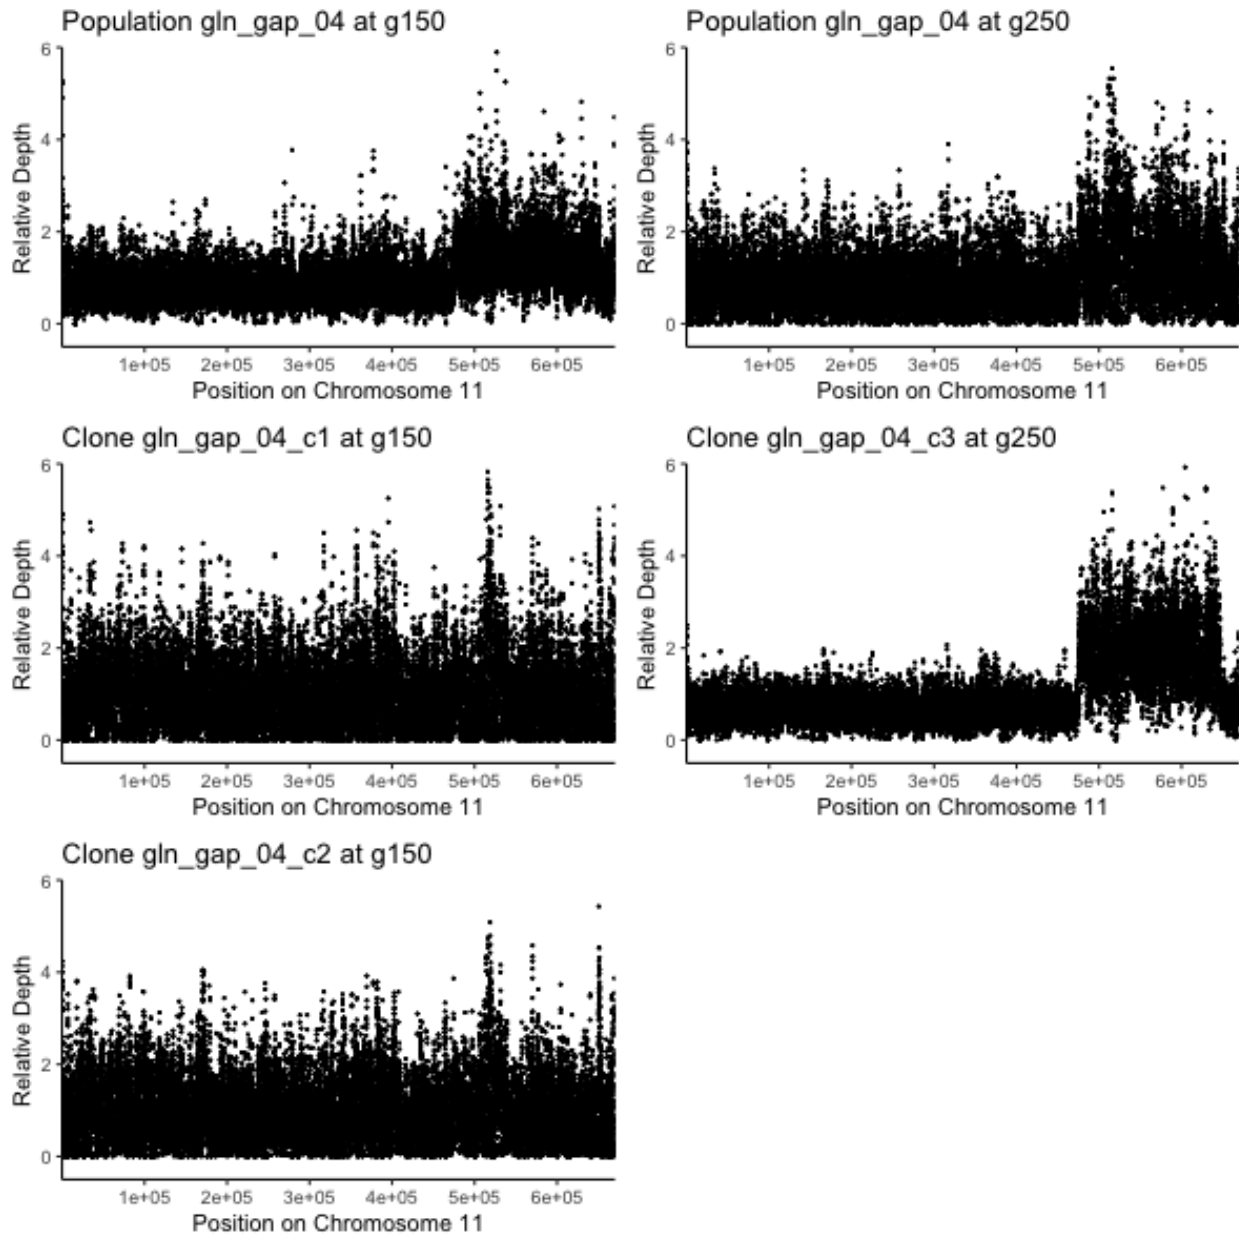 Population gln_gap_04 at g150
6
4
2
0
Relative Depth
1e+05 2e+05 3e+05 4e+05 5e+05 6e+05
Position on Chromosome 11
Population gln_gap_04 at g250
6
4
2
0
Relative Depth
1e+05 2e+05 3e+05 4e+05 5e+05 6e+05
Position on Chromosome 11
Clone gln_gap_04_c1 at g150
6
4
2
0
Relative Depth
1e+05 2e+05 3e+05 4e+05 5e+05 6e+05
Position on Chromosome 11
Clone gln_gap_04_c3 at g250
6
4
2
0
Relative Depth
1e+05 2e+05 3e+05 4e+05 5e+05 6e+05
Position on Chromosome 11
Clone gln_gap_04_c2 at g150
6
4
2
0
Relative Depth
1e+05 2e+05 3e+05 4e+05 5e+05 6e+05
Position on Chromosome 11